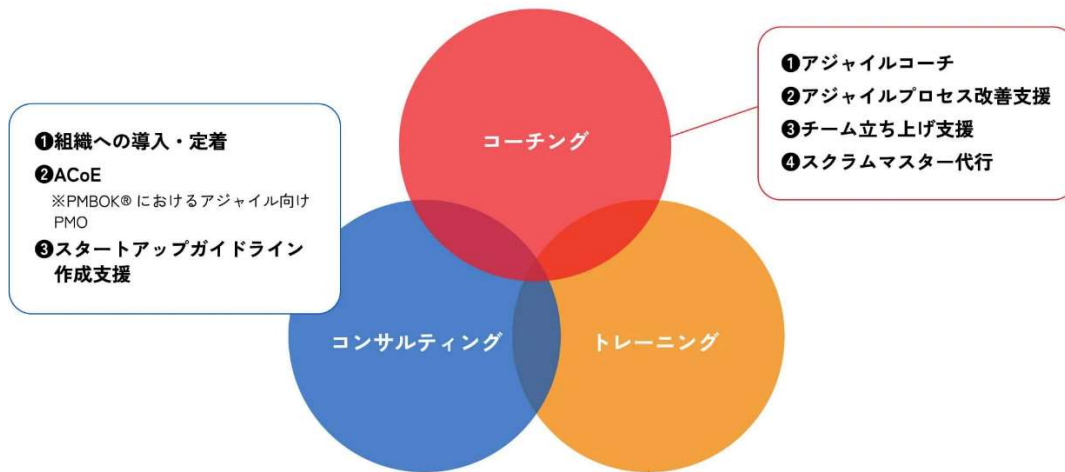 コーチング
❶アジャイルコーチ
❷アジャイルプロセス改善支援
❸チーム立ち上げ支援
❹スクラムマスター代行
❶組織への導入・定着
❷ACoE
※PMBOK® におけるアジャイル向け
PMO
❸スタートアップガイドライン
作成支援
コンサルティング
トレーニング